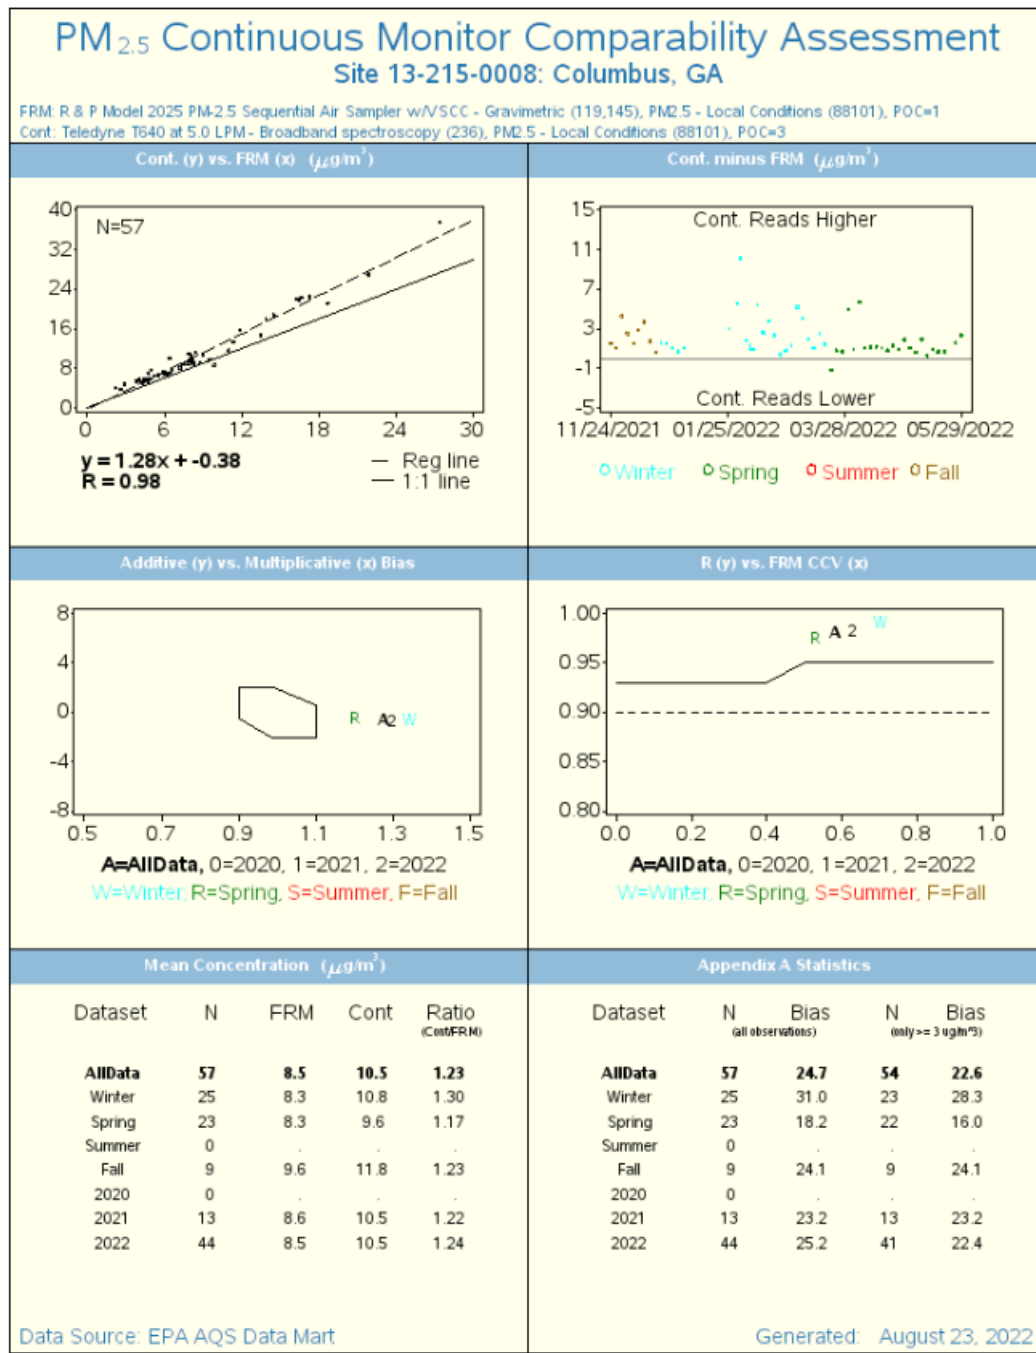 PM2.5 Continuous Monitor Comparability Assessment
Site 13-215-0008: Columbus, GA
FRM: R & P Model 2025 PM-2.5 Sequential Air Sampler w/VSCC - Gravimetric (119,145), PM2.5 - Local Conditions (88101), POC=1
Cont: Teledyne T640 at 5.0 LPM - Broadband spectroscopy (236), PM2.5 - Local Conditions (88101), POC=3
Cont. (y) vs. FRM (x) (μg/m³)
40
32
24
16
8
0
N=57
0 6 12 18 24 30
y = 1.28x + -0.38
R = 0.98
— Reg line
— 1:1 line
Cont. minus FRM (μg/m³)
15
11
7
3
-1
-5
Cont. Reads Higher
Cont. Reads Lower
11/24/2021 01/25/2022 03/28/2022 05/29/2022
Winter Spring Summer Fall
Additive (y) vs. Multiplicative (x) Bias
8
4
0
-4
-8
R A2 W
0.5 0.7 0.9 1.1 1.3 1.5
A=AllData, 0=2020, 1=2021, 2=2022
W=Winter, R=Spring, S=Summer, F=Fall
R (y) vs. FRM CCV (x)
1.00
0.95
0.90
0.85
0.80
R A 2 W
0.0 0.2 0.4 0.6 0.8 1.0
A=AllData, 0=2020, 1=2021, 2=2022
W=Winter, R=Spring, S=Summer, F=Fall
Mean Concentration (μg/m³)
Dataset N FRM Cont Ratio
(Cont/FRM)
AllData 57 8.5 10.5 1.23
Winter 25 8.3 10.8 1.30
Spring 23 8.3 9.6 1.17
Summer 0 . . .
Fall 9 9.6 11.8 1.23
2020 0 . . .
2021 13 8.6 10.5 1.22
2022 44 8.5 10.5 1.24
Appendix A Statistics
Dataset N Bias N Bias
(all observations) (only >= 3 ug/m^3)
AllData 57 24.7 54 22.6
Winter 25 31.0 23 28.3
Spring 23 18.2 22 16.0
Summer 0 . . .
Fall 9 24.1 9 24.1
2020 0 . . .
2021 13 23.2 13 23.2
2022 44 25.2 41 22.4
Data Source: EPA AQS Data Mart
Generated: August 23, 2022